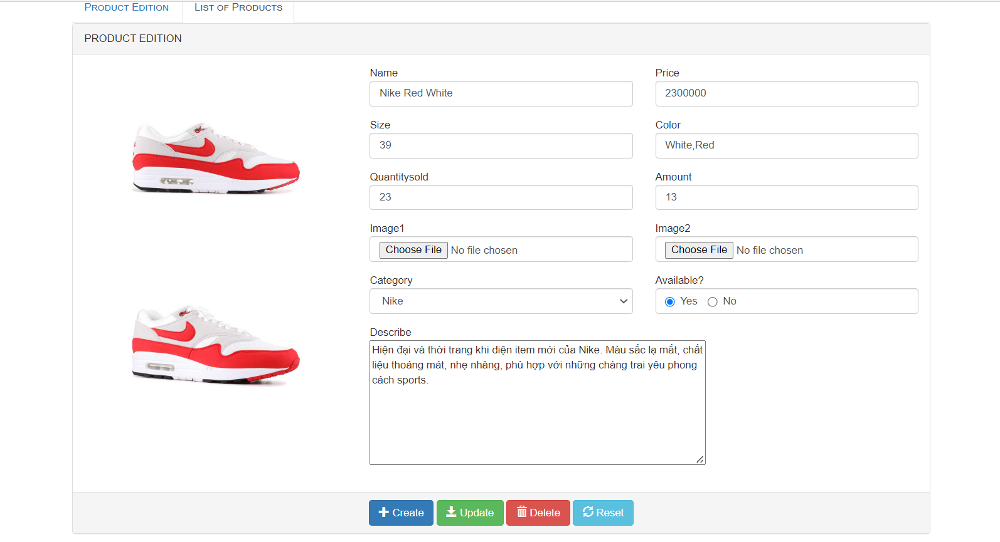 Product Edition
List of Products
PRODUCT EDITION
Name
Price
Nike Red White
2300000
Size
Color
39
White,Red
Quantitysold
Amount
23
13
Image1
Image2
Choose File No file chosen
Choose File No file chosen
Category
Available?
Nike
Yes No
Describe
Hiện đại và thời trang khi diện item mới của Nike. Màu sắc lạ mắt, chất
liệu thoáng mát, nhẹ nhàng, phù hợp với những chàng trai yêu phong
cách sports.
Create Update Delete Reset